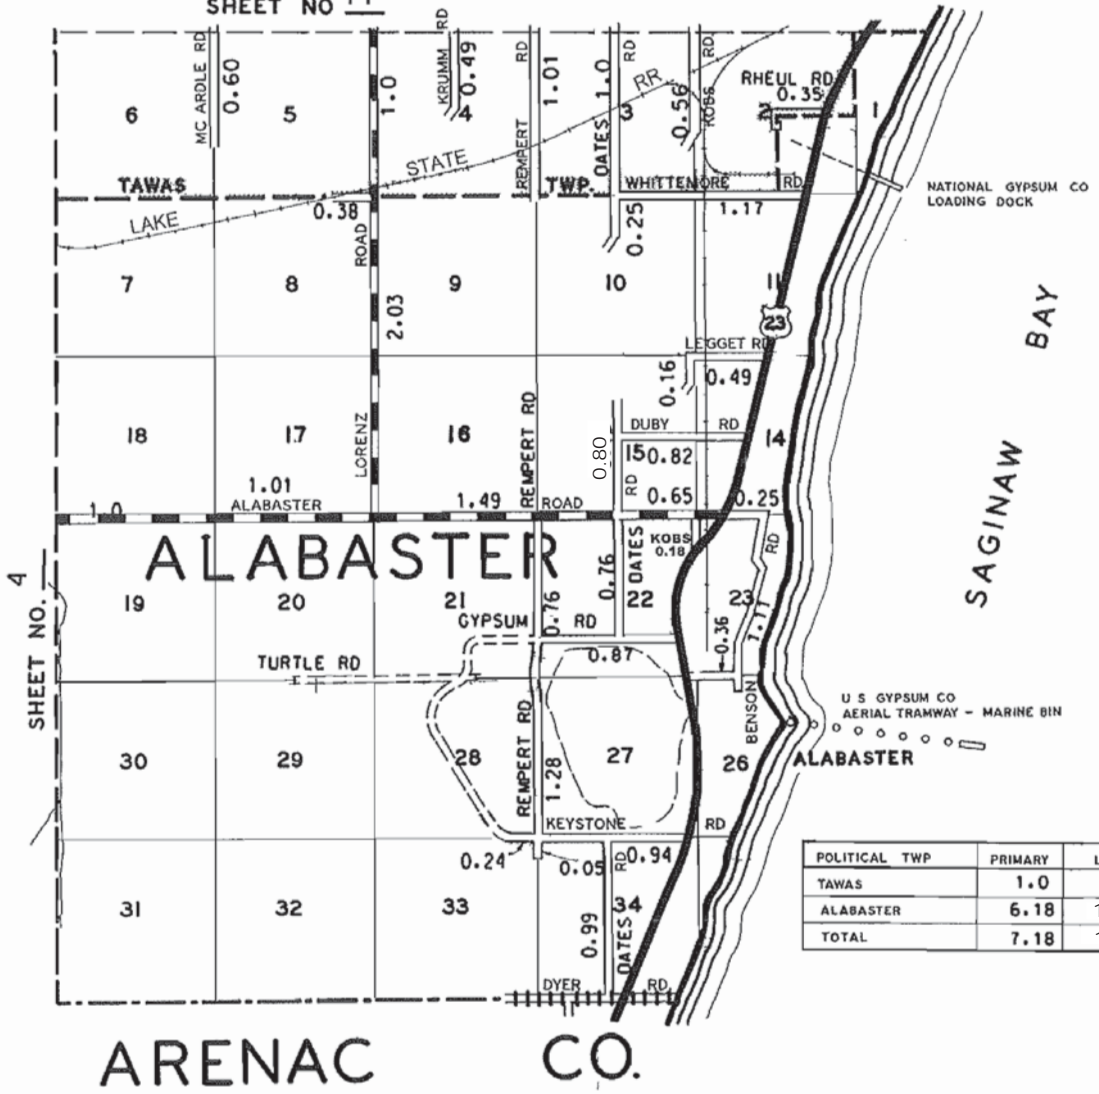 SHEET NO
MC ARDLE RD
0.60
1.0
KRUMM RD
0.49
REMPERT RD
1.01
OATES RD
1.0
0.56
KOBS RD.
RHEUL RD
0.35
6
5
4
3
2
1
LAKE STATE RR
TAWAS TWP.
WHITTEMORE RD
0.38
0.25
1.17
NATIONAL GYPSUM CO
LOADING DOCK
7
8
9
10
11
LORENZ ROAD
2.03
23
LEGGET RD
0.16
0.49
SAGINAW BAY
18
17
16
15
14
REMPERT RD
0.80
DUBY RD
0.82
RD
0.65
0.25
1.0
1.01
ALABASTER ROAD
1.49
ALABASTER
KOBS
0.18
OATES
0.76
0.76
RD
19
20
21
22
23
GYPSUM RD
0.87
0.36
1.11
TURTLE RD
SHEET NO. 4
BENSON
U S GYPSUM CO
AERIAL TRAMWAY – MARINE BIN
ALABASTER
30
29
28
27
26
REMPERT RD
1.28
KEYSTONE RD
0.24
0.05
0.94
31
32
33
34
0.99
OATES RD
DYER RD.
POLITICAL TWP PRIMARY
TAWAS 1.0
ALABASTER 6.18
TOTAL 7.18
ARENAC CO.